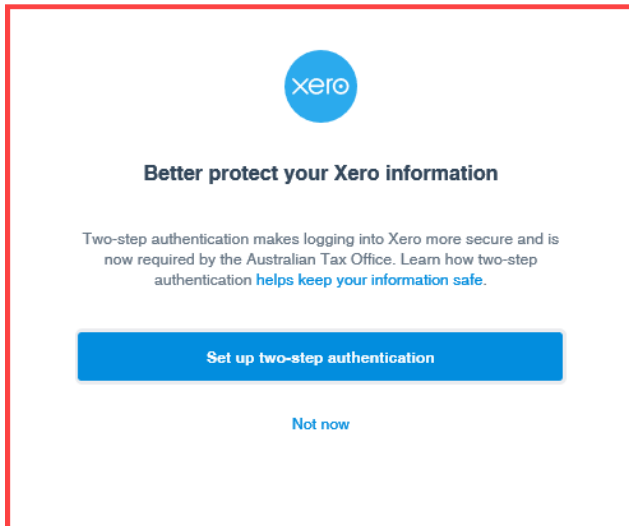 xero
Better protect your Xero information
Two-step authentication makes logging into Xero more secure and is
now required by the Australian Tax Office. Learn how two-step
authentication helps keep your information safe.
Set up two-step authentication
Not now